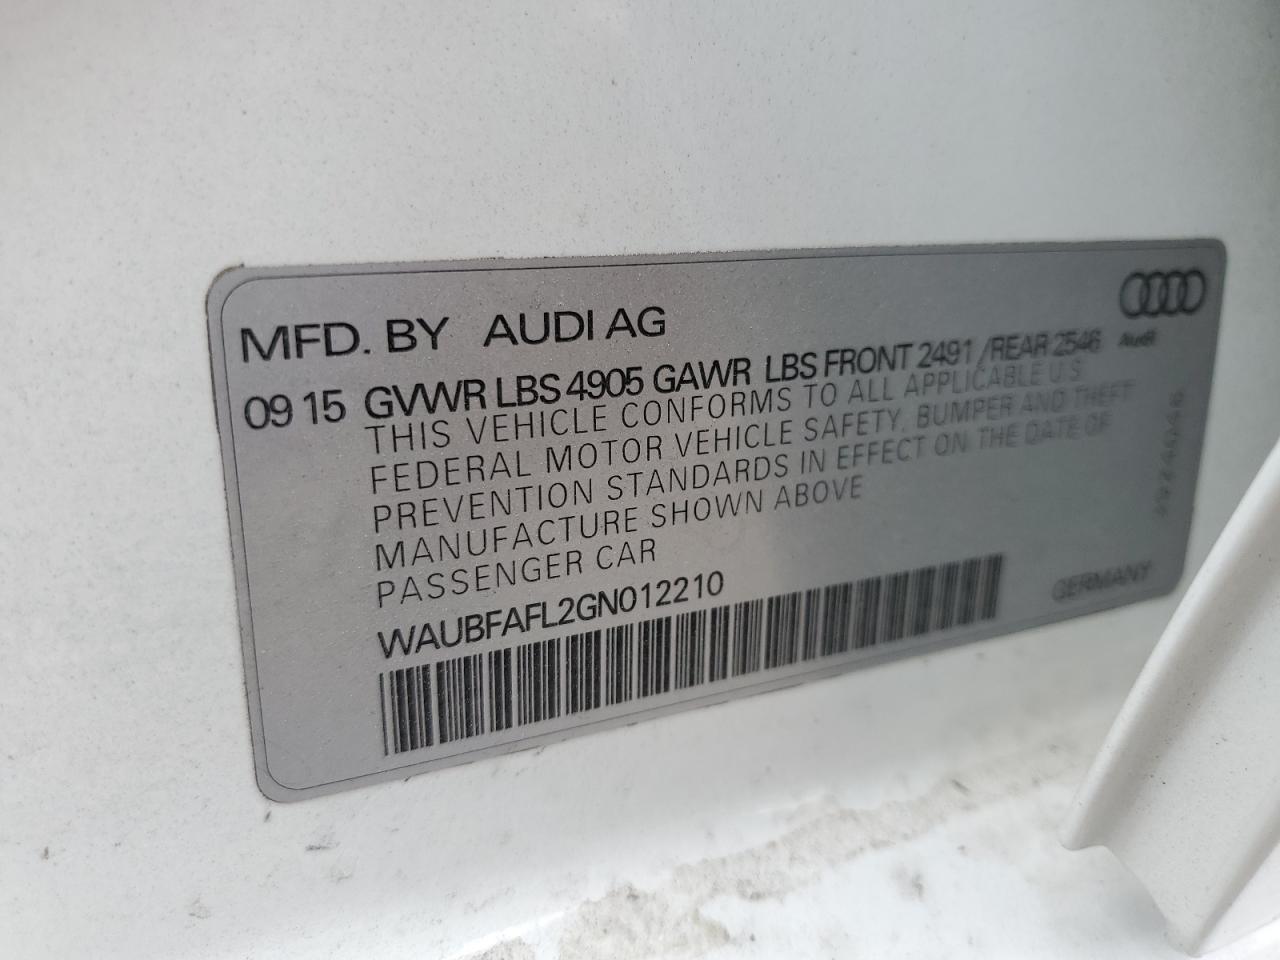 MFD. BY AUDI AG
Audi
09 15 GVWR LBS 4905 GAWR LBS FRONT 2491 /REAR 2546
THIS VEHICLE CONFORMS TO ALL APPLICABLE U.S
FEDERAL MOTOR VEHICLE SAFETY, BUMPER AND THEFT
PREVENTION STANDARDS IN EFFECT ON THE DATE OF
MANUFACTURE SHOWN ABOVE
PASSENGER CAR
WAUBFAFL2GN012210
GERMANY